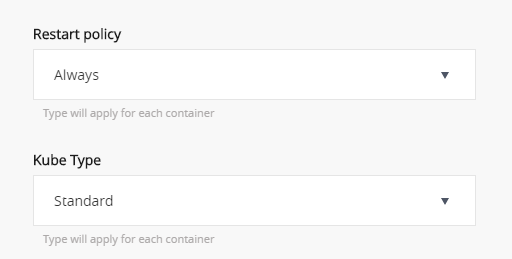 Restart policy
Always
Type will apply for each container
Kube Type
Standard
Type will apply for each container